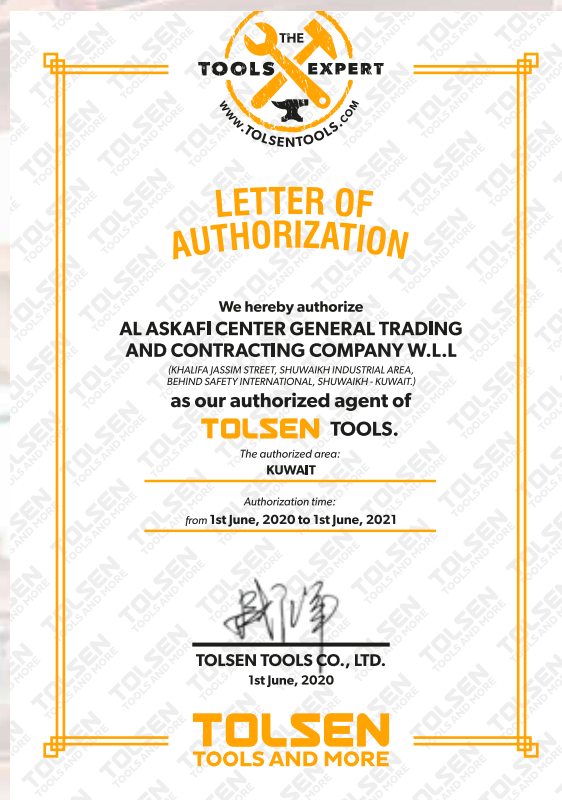 THE
TOOLS EXPERT
WWW.TOLSENTOOLS.COM
LETTER OF
AUTHORIZATION
We hereby authorize
AL ASKAFI CENTER GENERAL TRADING
AND CONTRACTING COMPANY W.L.L
(KHALIFA JASSIM STREET, SHUWAIKH INDUSTRIAL AREA,
BEHIND SAFETY INTERNATIONAL, SHUWAIKH - KUWAIT.)
as our authorized agent of
TOLSEN TOOLS.
The authorized area:
KUWAIT
Authorization time:
from 1st June, 2020 to 1st June, 2021
TOLSEN TOOLS CO., LTD.
1st June, 2020
TOLSEN
TOOLS AND MORE